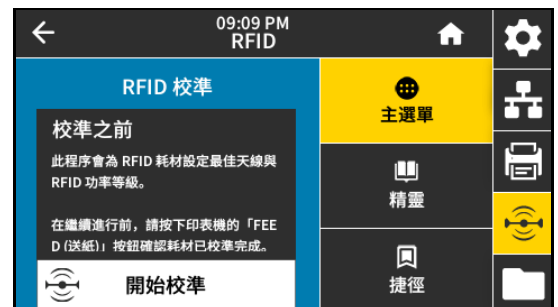 09:09 PM
RFID
RFID 校準
校準之前
此程序會為 RFID 耗材設定最佳天線與
RFID 功率等級。
在繼續進行前，請按下印表機的「FEE
D (送紙)」按鈕確認耗材已校準完成。
開始校準
主選單
精靈
捷徑